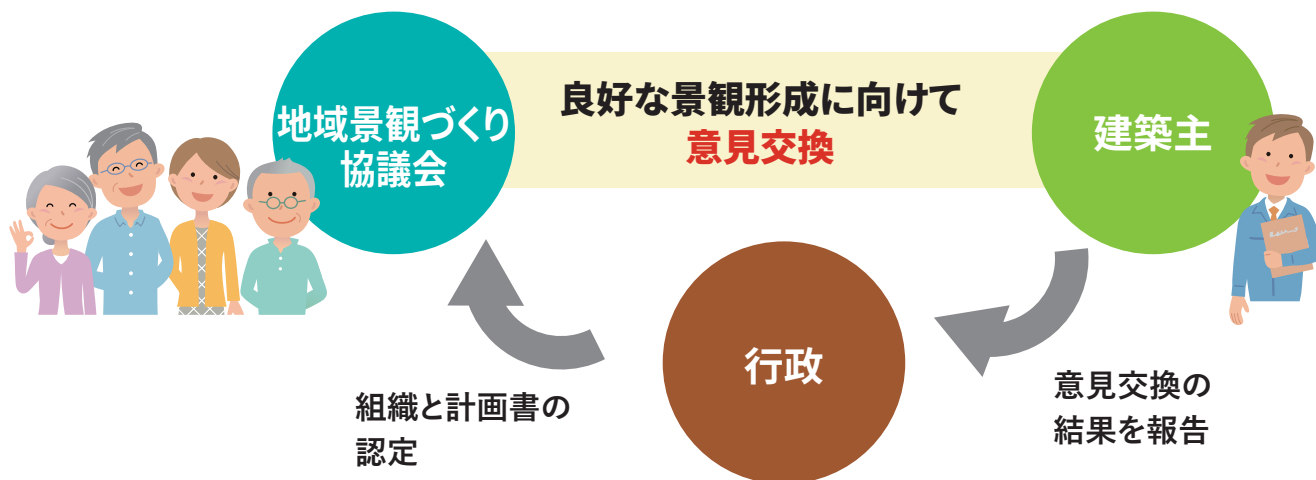 地域景観づくり
協議会
良好な景観形成に向けて
意見交換
建築主
行政
組織と計画書の
認定
意見交換の
結果を報告